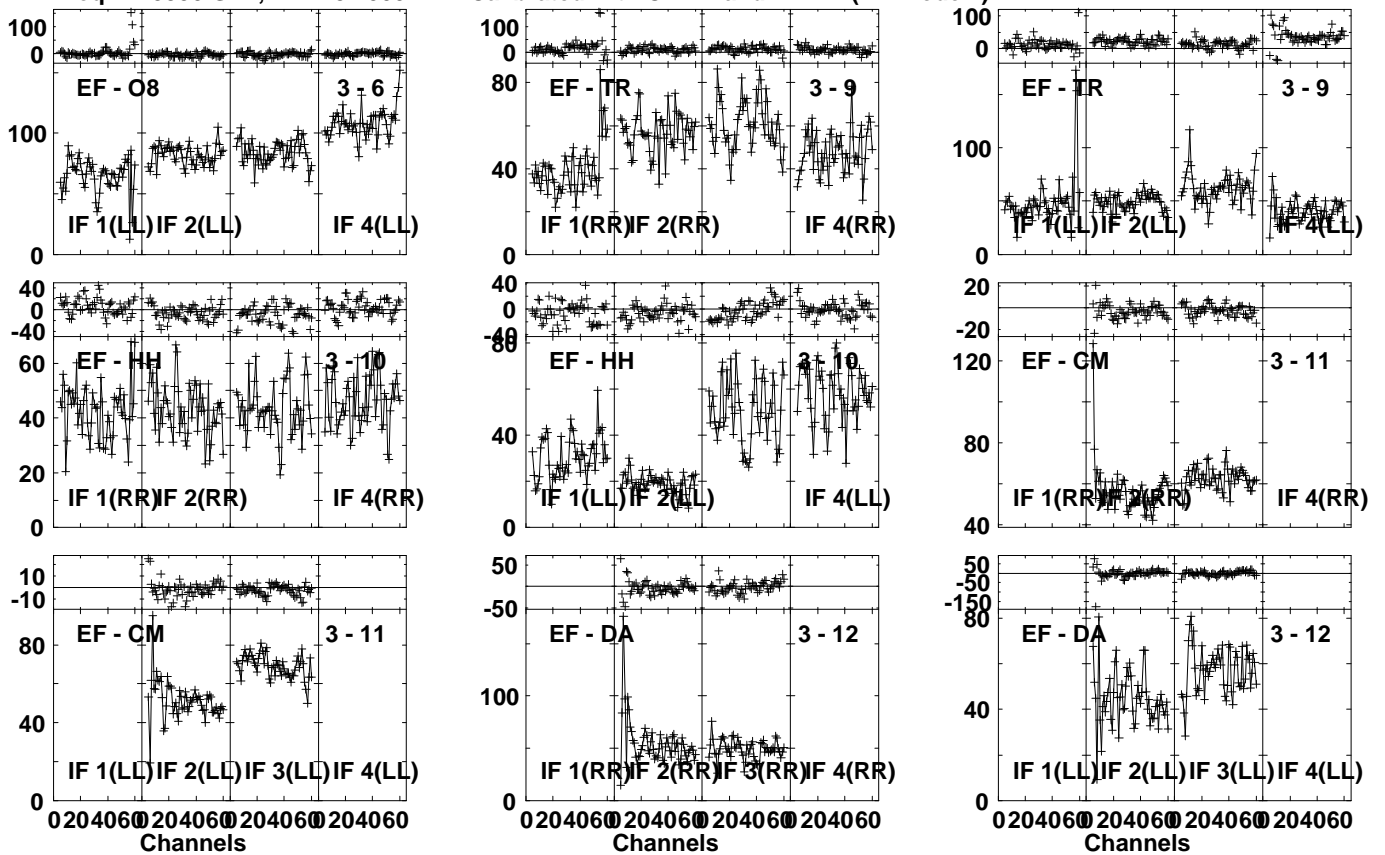 100
0
EF - O8
3 - 6
100
0
IF 1(LL)
IF 2(LL)
IF 4(LL)
100
0
EF - TR
3 - 9
80
40
0
IF 1(RR)
IF 2(RR)
IF 4(RR)
100
0
EF - TR
3 - 9
100
0
IF 1(LL)
IF 2(LL)
IF 4(LL)
40
0
-40
EF - HH
3 - 10
60
40
20
0
IF 1(RR)
IF 2(RR)
IF 4(RR)
40
0
-40
EF - HH
3 - 10
80
40
0
IF 1(LL)
IF 2(LL)
IF 4(LL)
20
-20
EF - CM
3 - 11
120
80
40
IF 1(RR)
IF 2(RR)
IF 4(RR)
10
-10
EF - CM
3 - 11
80
40
0
IF 1(LL)
IF 2(LL)
IF 3(LL)
IF 4(LL)
0 20 40 60 0 20 40 60 0 20 40 60 0 20 40 60
Channels
50
-50
EF - DA
3 - 12
100
0
IF 1(RR)
IF 2(RR)
IF 3(RR)
IF 4(RR)
0 20 40 60 0 20 40 60 0 20 40 60 0 20 40 60
Channels
50
-50
-150
EF - DA
3 - 12
80
40
0
IF 1(LL)
IF 2(LL)
IF 3(LL)
IF 4(LL)
0 20 40 60 0 20 40 60 0 20 40 60 0 20 40 60
Channels